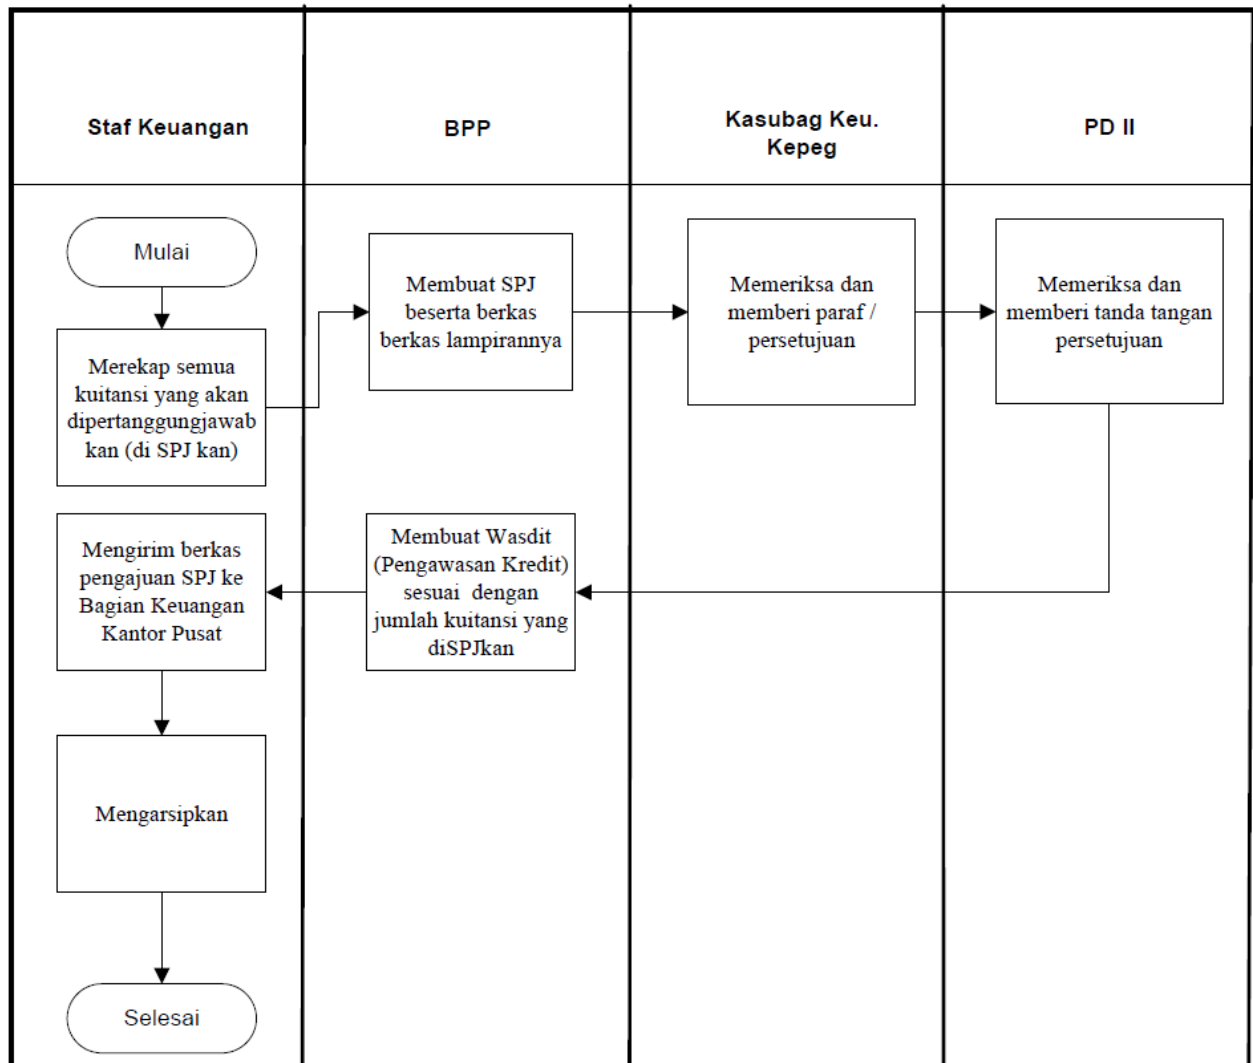 Staf Keuangan
BPP
Kasubag Keu.
Kepeg
PD II
Mulai
Merekap semua
kuitansi yang akan
dipertanggungjawab
kan (di SPJ kan)
Membuat SPJ
beserta berkas
berkas lampirannya
Memeriksa dan
memberi paraf /
persetujuan
Memeriksa dan
memberi tanda tangan
persetujuan
Membuat Wasdit
(Pengawasan Kredit)
sesuai dengan
jumlah kuitansi yang
diSPJkan
Mengirim berkas
pengajuan SPJ ke
Bagian Keuangan
Kantor Pusat
Mengarsipkan
Selesai